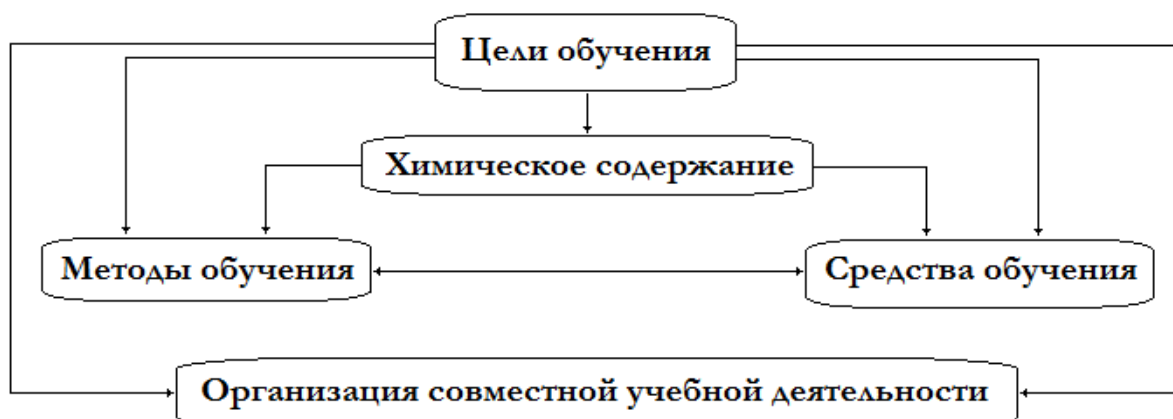 Цели обучения
Химическое содержание
Методы обучения
Средства обучения
Организация совместной учебной деятельности